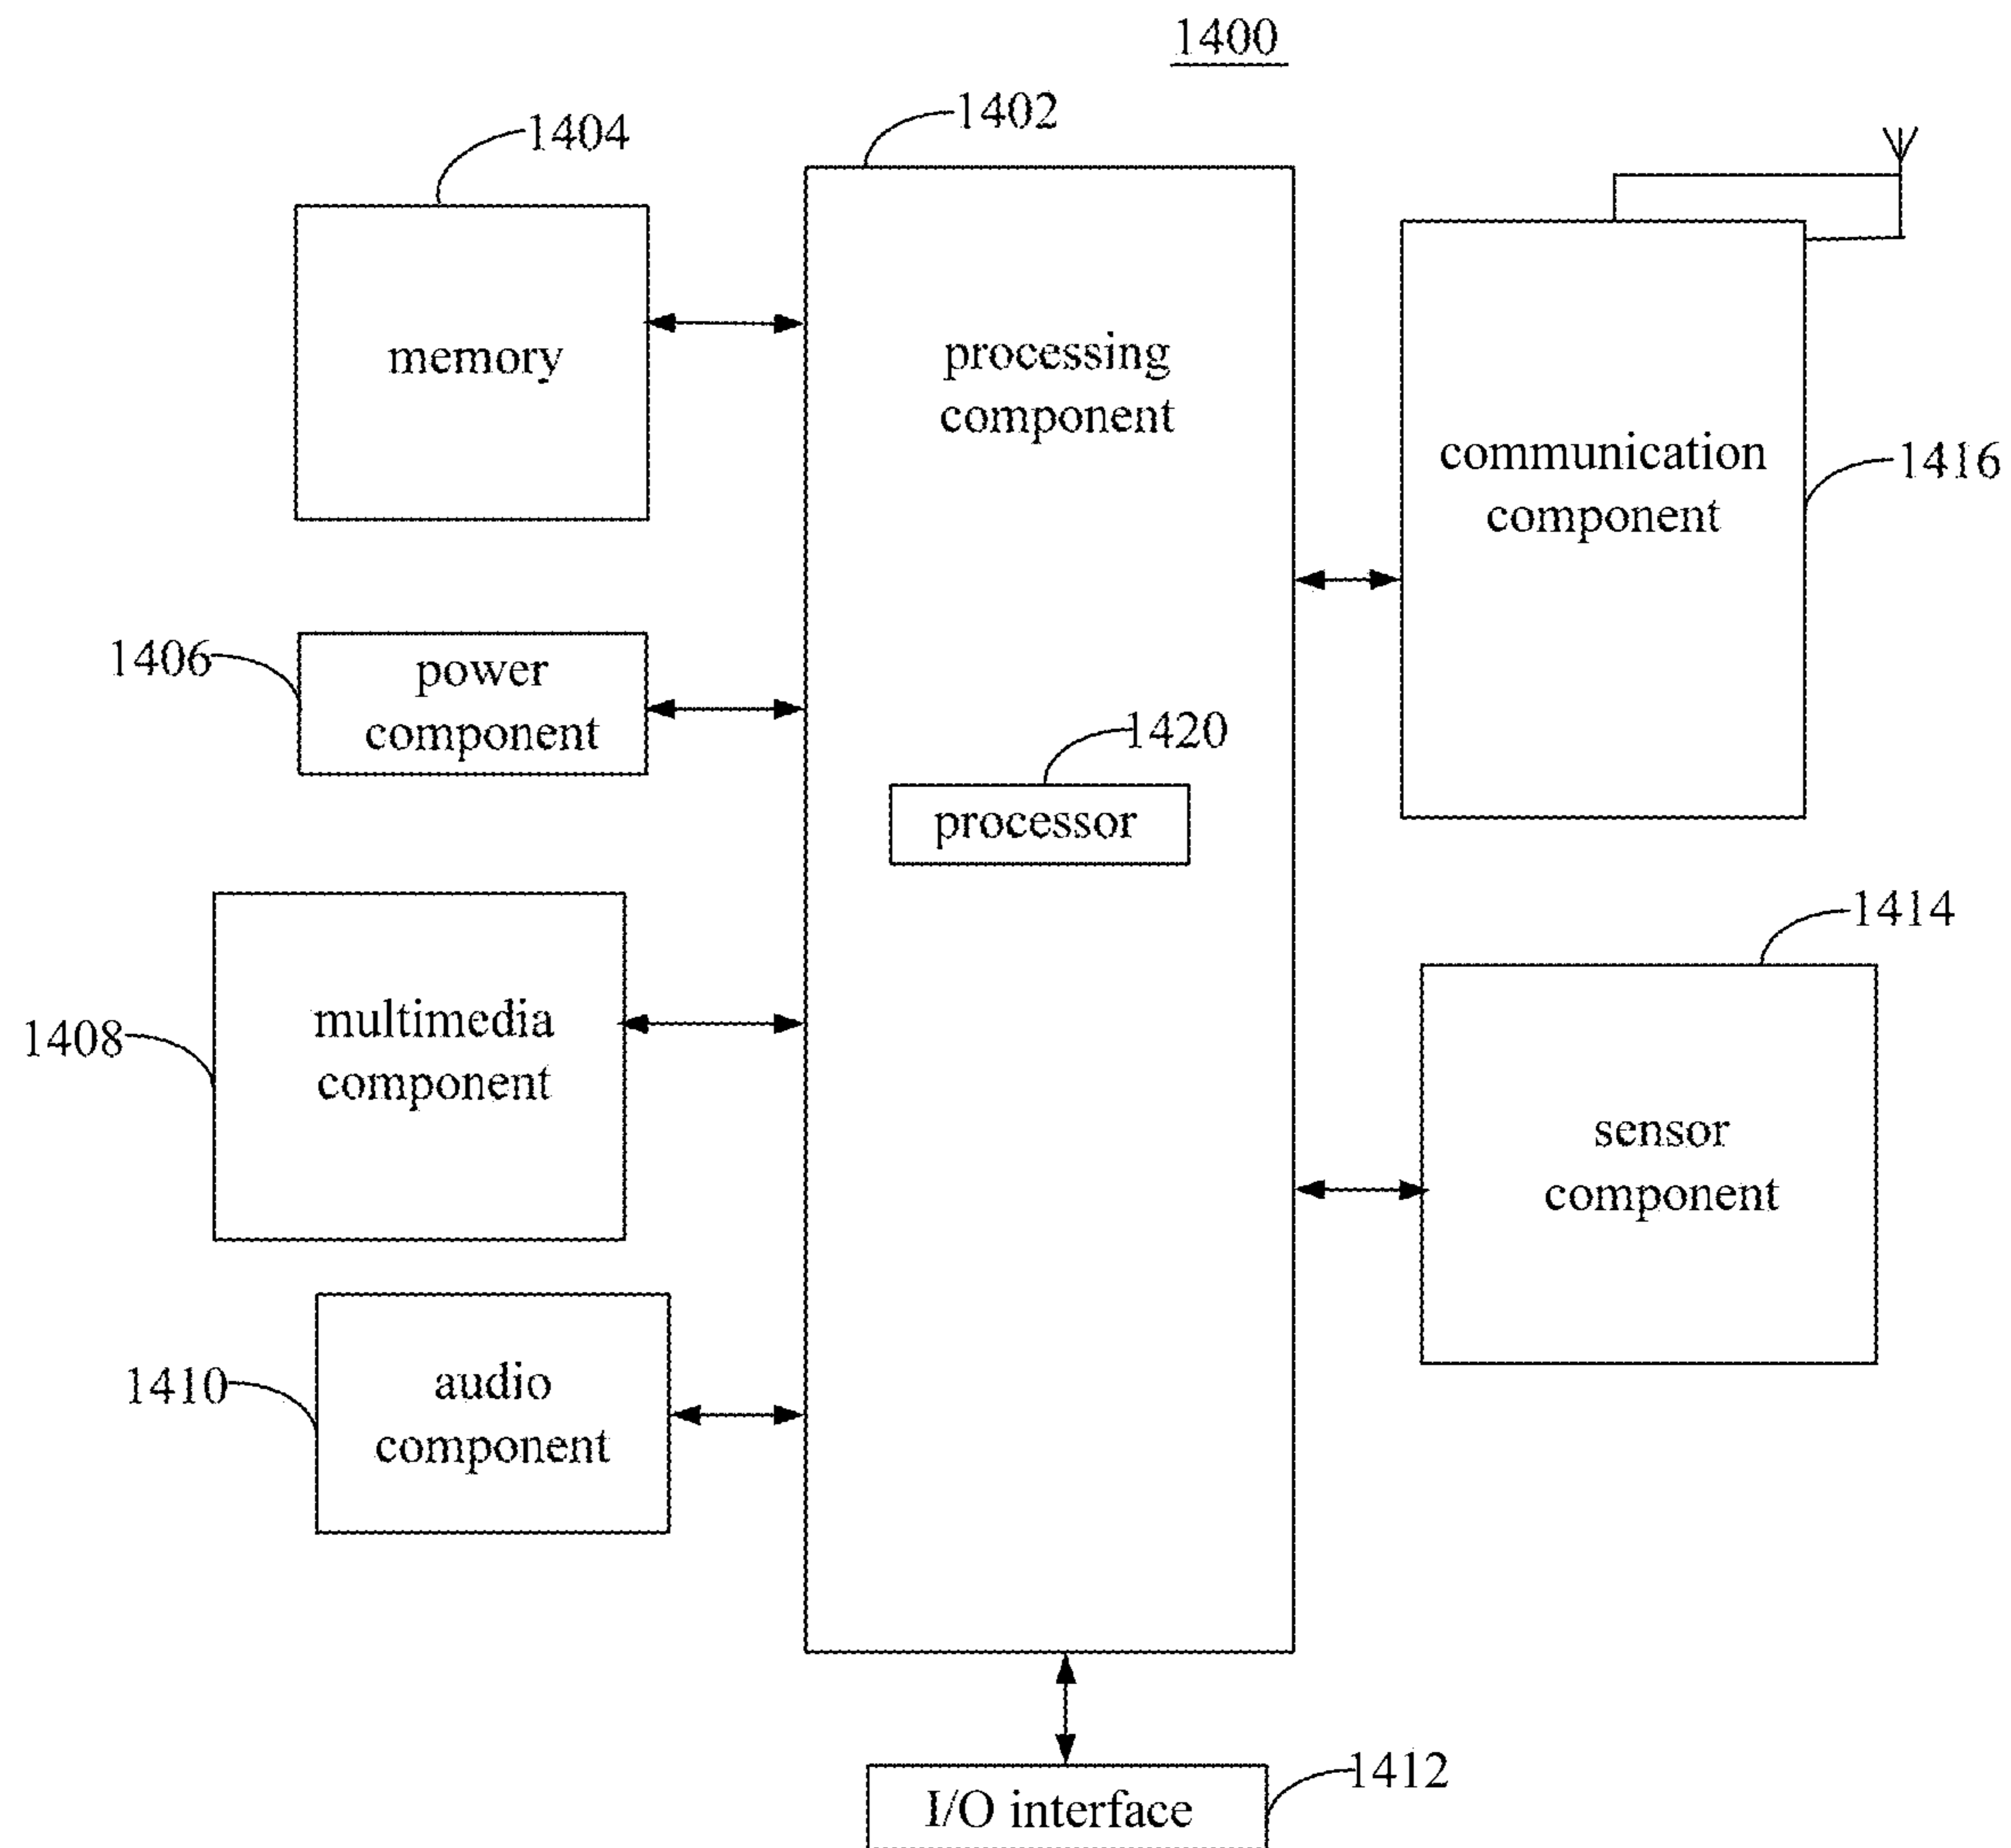 1400
1402
1404
memory
processing
component
communication
component
1416
1406
power
component
1420
processor
1408
multimedia
component
1414
sensor
component
1410
audio
component
I/O interface
1412